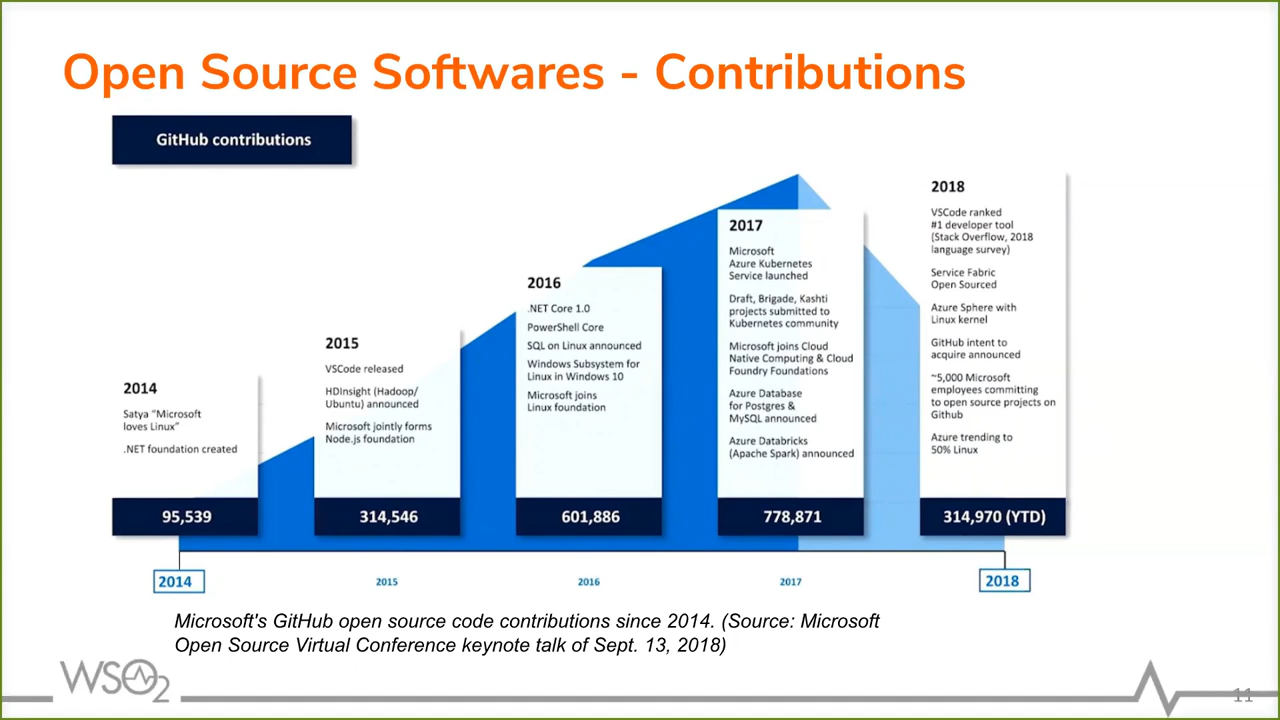 Open Source Softwares - Contributions
GitHub contributions
2014
Satya “Microsoft
loves Linux”
.NET foundation created
95,539
2015
VSCode released
HDInsight (Hadoop/
Ubuntu) announced
Microsoft jointly forms
Node.js foundation
314,546
2016
.NET Core 1.0
PowerShell Core
SQL on Linux announced
Windows Subsystem for
Linux in Windows 10
Microsoft joins
Linux foundation
601,886
2017
Microsoft
Azure Kubernetes
Service launched
Draft, Brigade, Kashti
projects submitted to
Kubernetes community
Microsoft joins Cloud
Native Computing & Cloud
Foundry Foundations
Azure Database
for Postgres &
MySQL announced
Azure Databricks
(Apache Spark) announced
778,871
2018
VSCode ranked
#1 developer tool
(Stack Overflow, 2018
language survey)
Service Fabric
Open Sourced
Azure Sphere with
Linux kernel
GitHub intent to
acquire announced
~5,000 Microsoft
employees committing
to open source projects on
Github
Azure trending to
50% Linux
314,970 (YTD)
2014
2015
2016
2017
2018
Microsoft's GitHub open source code contributions since 2014. (Source: Microsoft
Open Source Virtual Conference keynote talk of Sept. 13, 2018)
WSO2
11